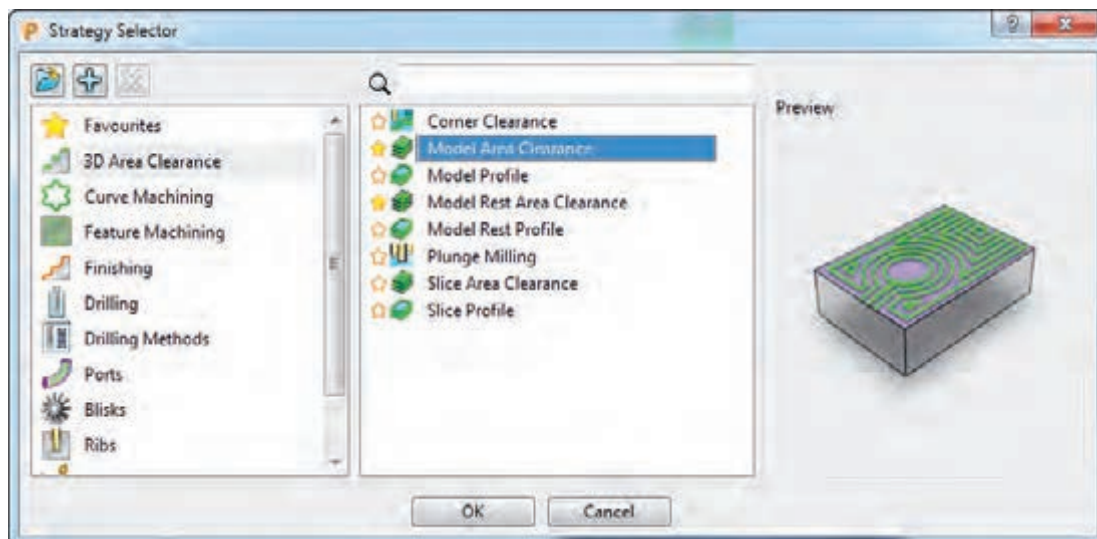 Strategy Selector
Favourites
3D Area Clearance
Curve Machining
Feature Machining
Finishing
Drilling
Drilling Methods
Ports
Blisks
Ribs
Corner Clearance
Model Area Clearance
Model Profile
Model Rest Area Clearance
Model Rest Profile
Plunge Milling
Slice Area Clearance
Slice Profile
Preview
OK
Cancel